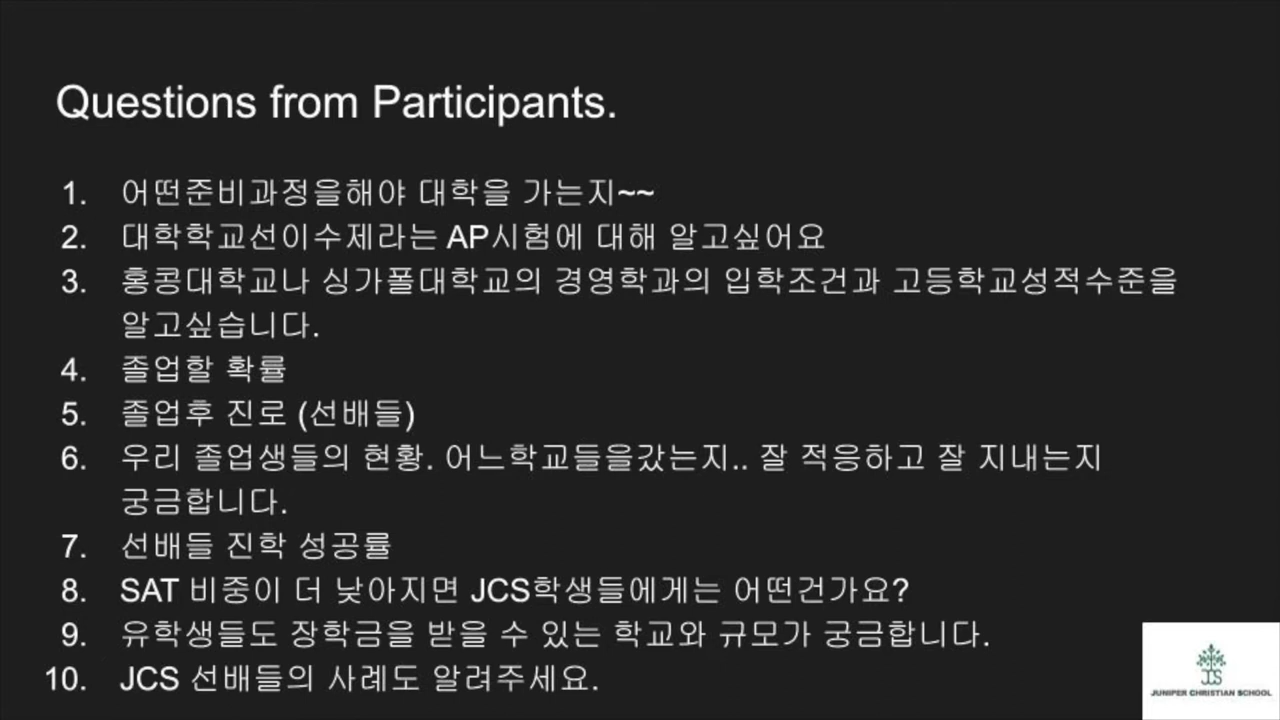 Questions from Participants.
1. 어떤준비과정을해야 대학을 가는지~~
2. 대학학교선이수제라는 AP시험에 대해 알고싶어요
3. 홍콩대학교나 싱가폴대학교의 경영학과의 입학조건과 고등학교성적수준을
알고싶습니다.
4. 졸업할 확률
5. 졸업후 진로 (선배들)
6. 우리 졸업생들의 현황. 어느학교들을갔는지.. 잘 적응하고 잘 지내는지
궁금합니다.
7. 선배들 진학 성공률
8. SAT 비중이 더 낮아지면 JCS학생들에게는 어떤건가요?
9. 유학생들도 장학금을 받을 수 있는 학교와 규모가 궁금합니다.
10. JCS 선배들의 사례도 알려주세요.
JCS
JUNIPER CHRISTIAN SCHOOL